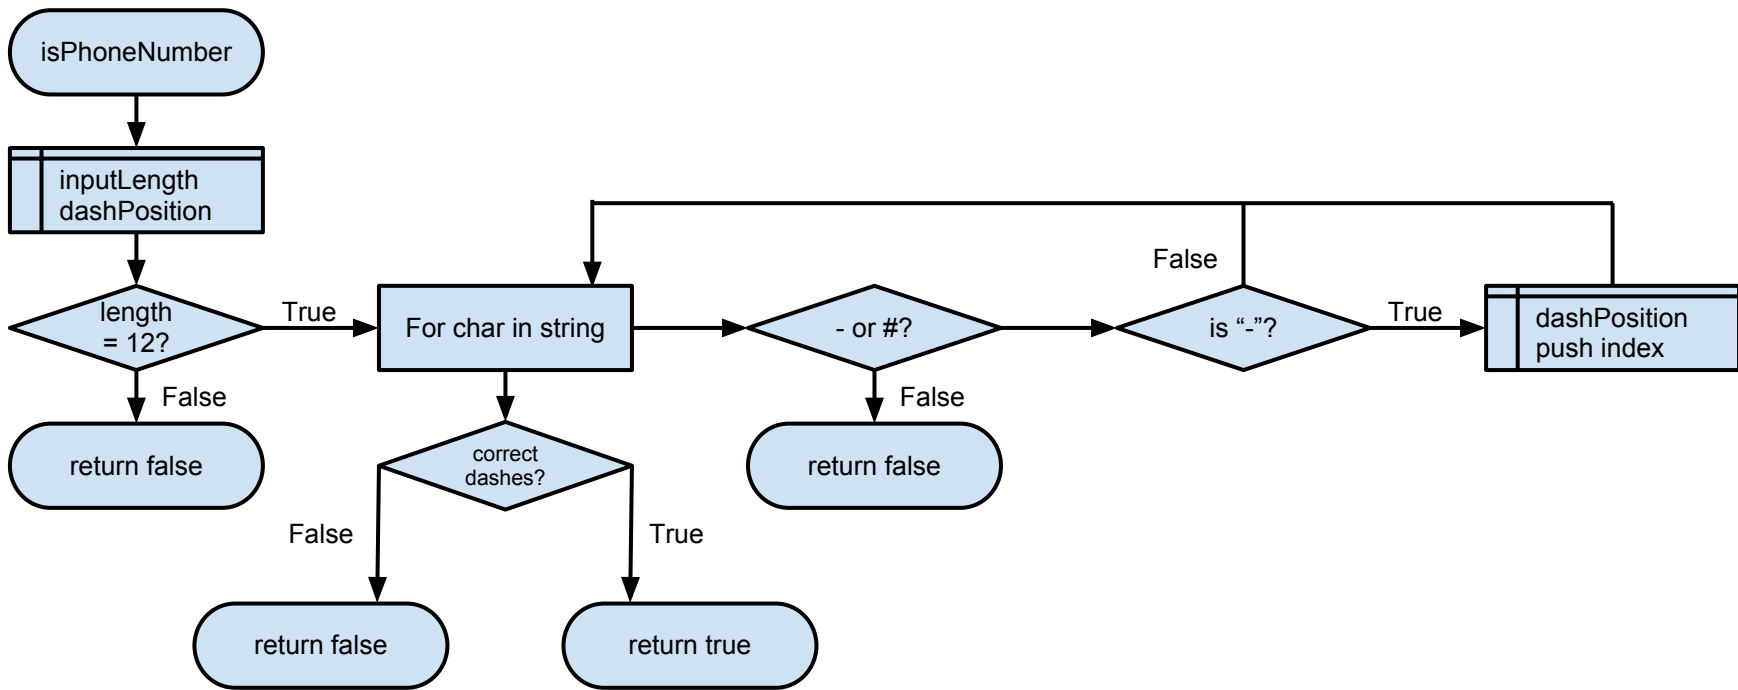 isPhoneNumber
inputLength
dashPosition
length
= 12?
True
False
return false
For char in string
correct
dashes?
False
True
return false
return true
- or #?
False
return false
is “-”?
False
True
dashPosition
push index